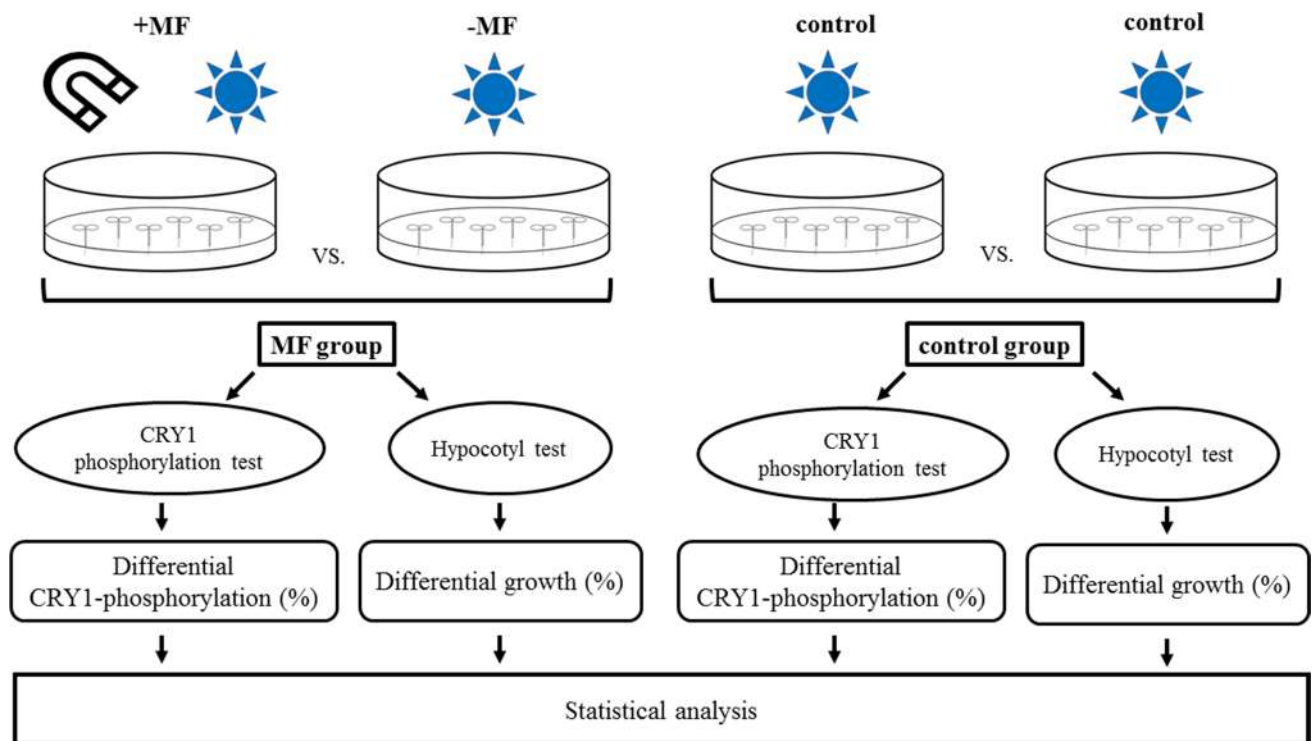 +MF
-MF
control
control
VS.
VS.
MF group
control group
CRY1
phosphorylation test
Hypocotyl test
CRY1
phosphorylation test
Hypocotyl test
Differential
CRY1-phosphorylation (%)
Differential growth (%)
Differential
CRY1-phosphorylation (%)
Differential growth (%)
Statistical analysis